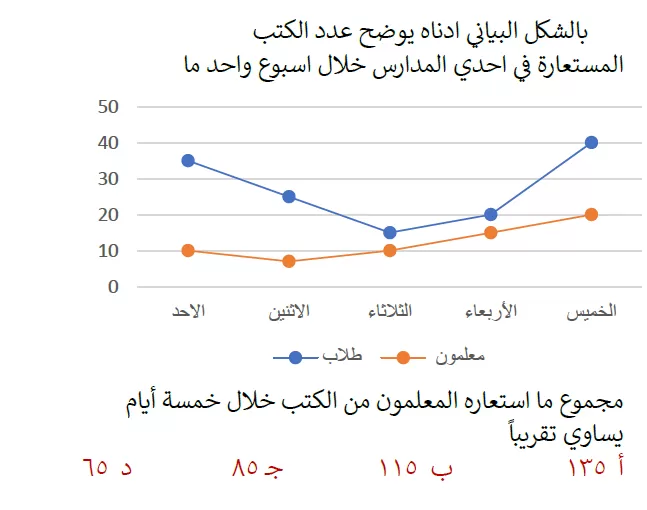 بالشكل البياني ادناه يوضح عدد الكتب
المستعارة في احدي المدارس خلال اسبوع واحد ما
50
40
30
20
10
0
الاحد الاثنين الثلاثاء الأربعاء الخميس
طلاب معلمون
مجموع ما استعاره المعلمون من الكتب خلال خمسة أيام
يساوي تقريباً
أ ١٣٥ ب ١١٥ جـ ٨٥ د ٦٥